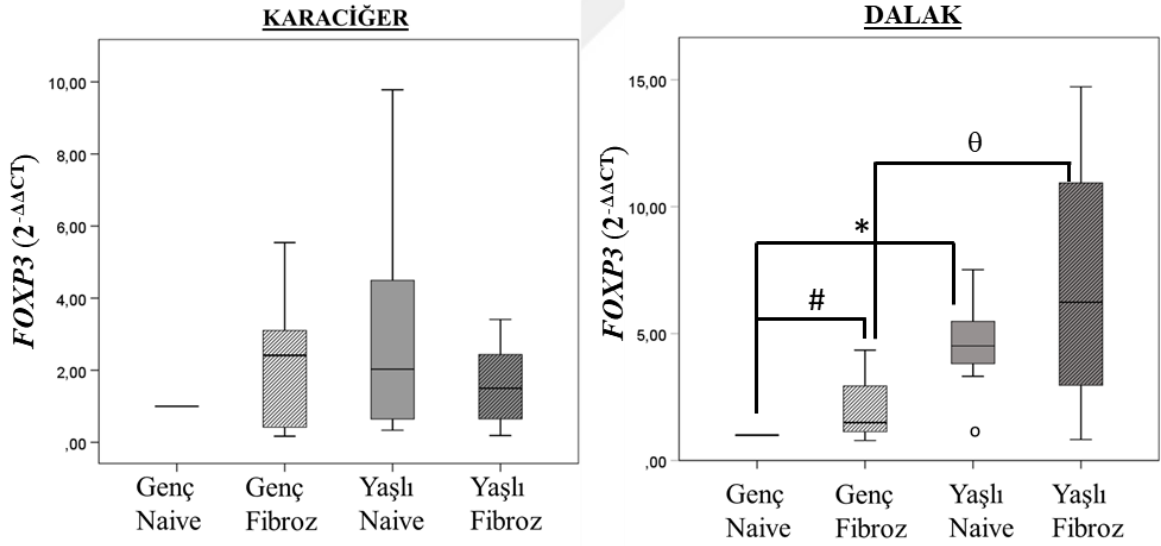 KARACİĞER
FOXP3 (2^-ΔΔCT)
10,00
8,00
6,00
4,00
2,00
,00
Genç Naive
Genç Fibroz
Yaşlı Naive
Yaşlı Fibroz
DALAK
FOXP3 (2^-ΔΔCT)
15,00
10,00
5,00
,00
θ
*
#
Genç Naive
Genç Fibroz
Yaşlı Naive
Yaşlı Fibroz